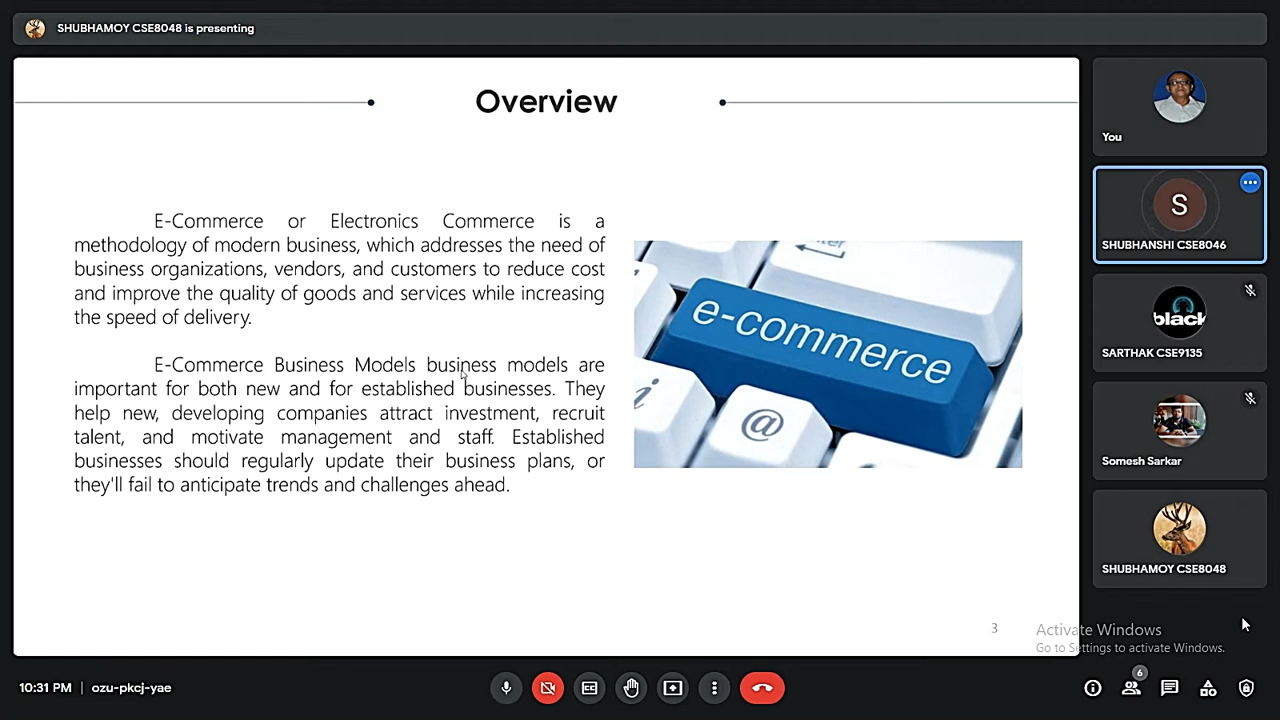 SHUBHAMOY CSE8048 is presenting
Overview
E-Commerce or Electronics Commerce is a
methodology of modern business, which addresses the need of
business organizations, vendors, and customers to reduce cost
and improve the quality of goods and services while increasing
the speed of delivery.
E-Commerce Business Models business models are
important for both new and for established businesses. They
help new, developing companies attract investment, recruit
talent, and motivate management and staff. Established
businesses should regularly update their business plans, or
they'll fail to anticipate trends and challenges ahead.
e-commerce
i
@
3
You
S
SHUBHANSHI CSE8046
black
SARTHAK CSE9135
Somesh Sarkar
SHUBHAMOY CSE8048
Activate Windows
Go to Settings to activate Windows.
10:31 PM | ozu-pkcj-yae
CC
6